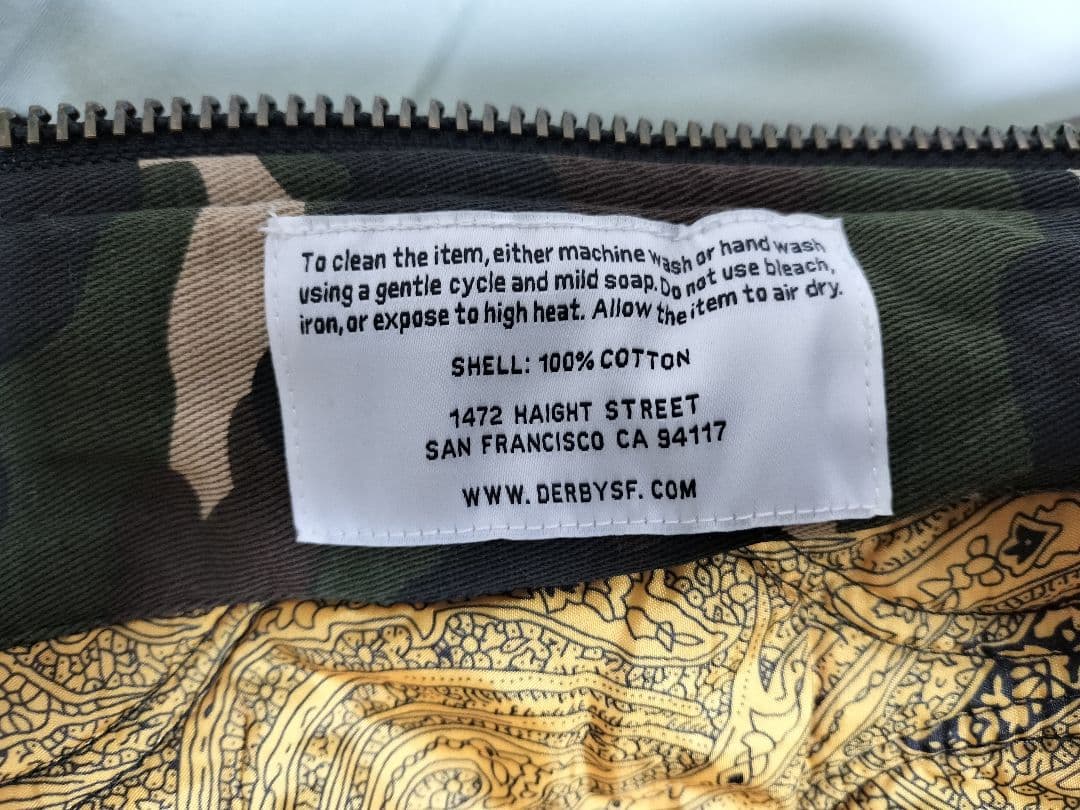 To clean the item, either machine wash or hand wash
using a gentle cycle and mild soap. Do not use bleach,
iron, or expose to high heat. Allow the item to air dry.
SHELL: 100% COTTON
1472 HAIGHT STREET
SAN FRANCISCO CA 94117
WWW. DERBYSF. COM